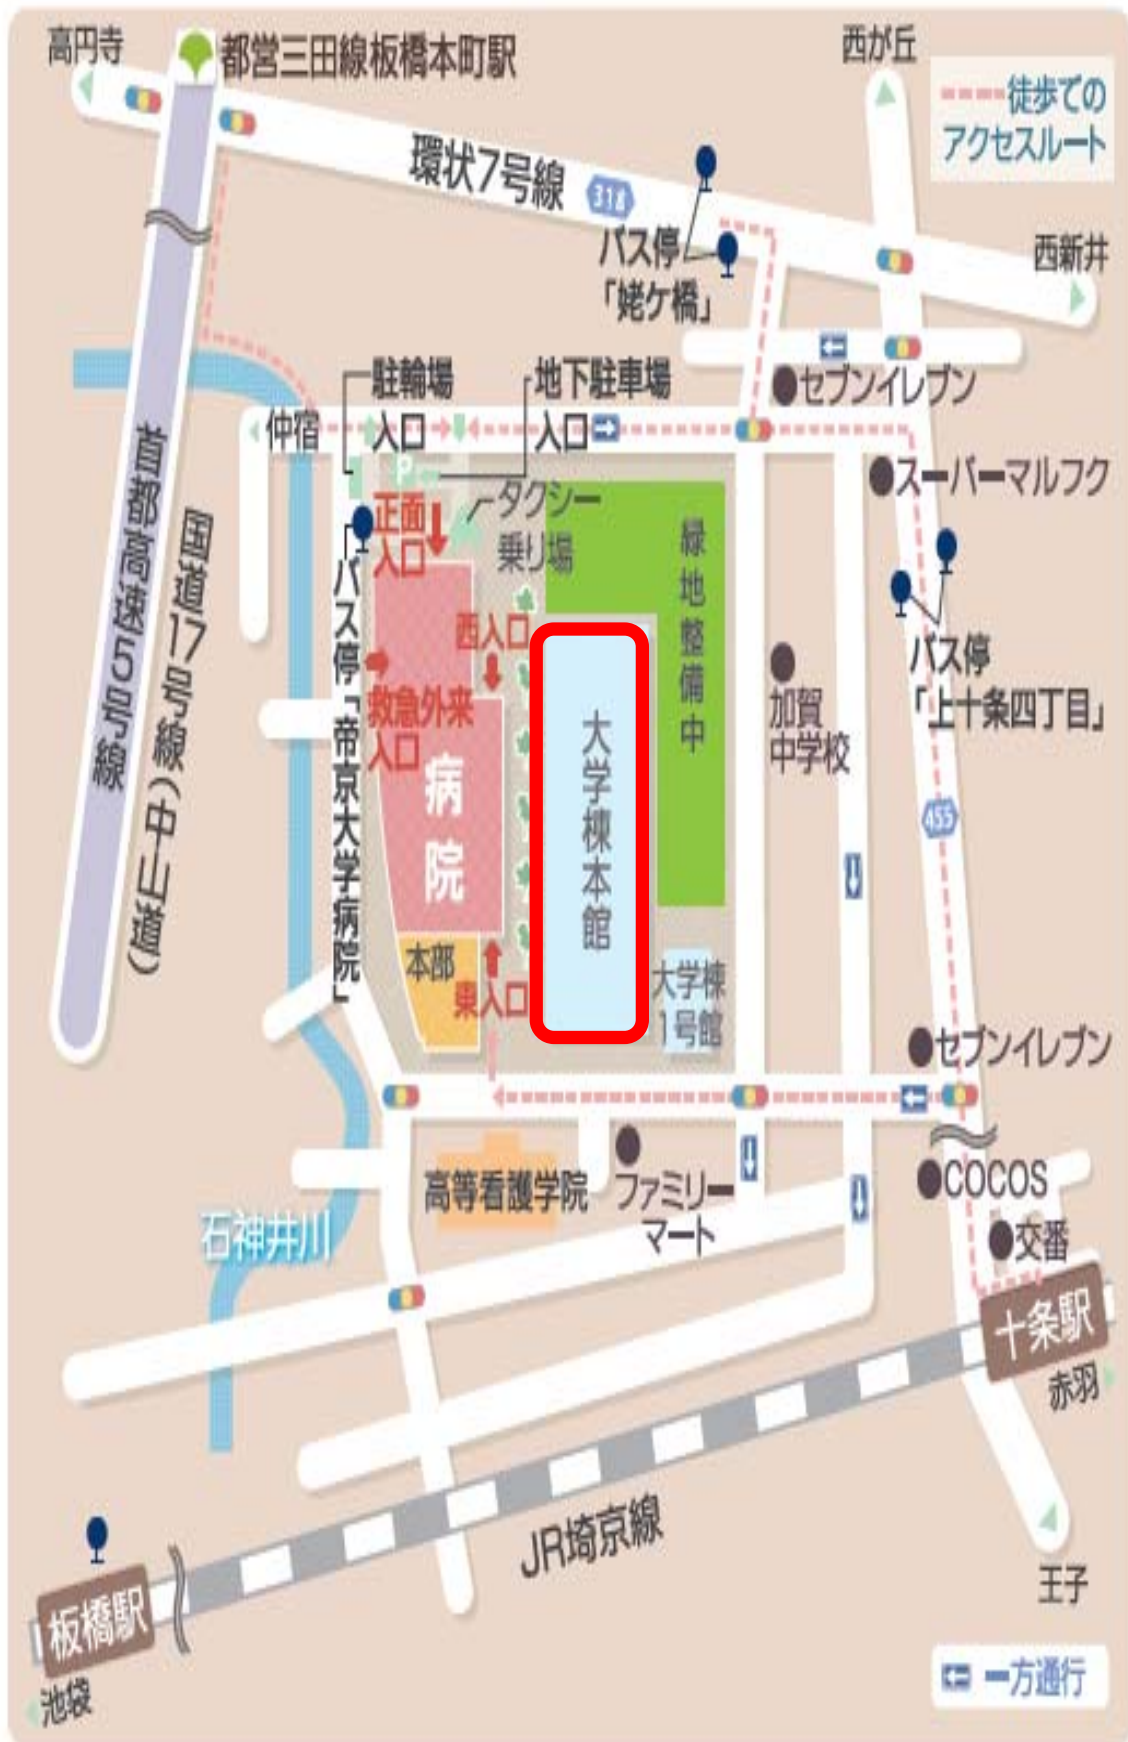 高円寺
都営三田線板橋本町駅
西が丘
徒歩での
アクセスルート
環状7号線
318
バス停
「姥ケ橋」
西新井
セブンイレブン
駐輪場
入口
地下駐車場
入口
仲宿
P
スーパーマルフク
正面
入口
タクシー
乗り場
首都高速5号線
国道17号線(中山道)
緑地整備中
バス停「帝京大学病院」
西入口
バス停
「上十条四丁目」
救急外来
入口
加賀
中学校
大学棟本館
病院
455
本部
東入口
大学棟
1号館
セブンイレブン
高等看護学院
ファミリー
マート
COCOS
交番
石神井川
十条駅
赤羽
JR埼京線
王子
板橋駅
池袋
一方通行